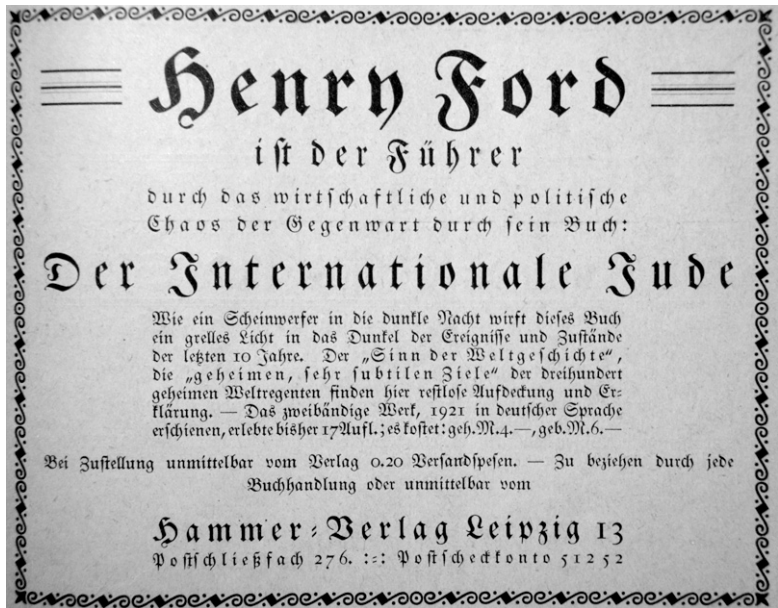 Henry Ford
ist der Führer
durch das wirtschaftliche und politische
Chaos der Gegenwart durch sein Buch:
Der Internationale Jude
Wie ein Scheinwerfer in die dunkle Nacht wirft dieses Buch
ein grelles Licht in das Dunkel der Ereignisse und Zustände
der letzten 10 Jahre. Der „Sinn der Weltgeschichte“,
die „geheimen, sehr subtilen Ziele“ der dreihundert
geheimen Weltregenten finden hier restlose Aufdeckung und Er-
klärung. — Das zweibändige Werk, 1921 in deutscher Sprache
erschienen, erlebte bisher 17 Aufl.; es kostet: geh. M. 4.—, geb. M. 6.—
Bei Zustellung unmittelbar vom Verlag 0.20 Versandspesen. — Zu beziehen durch jede
Buchhandlung oder unmittelbar vom
Hammer-Verlag Leipzig 13
Postschließfach 276. :-: Postscheckkonto 51252